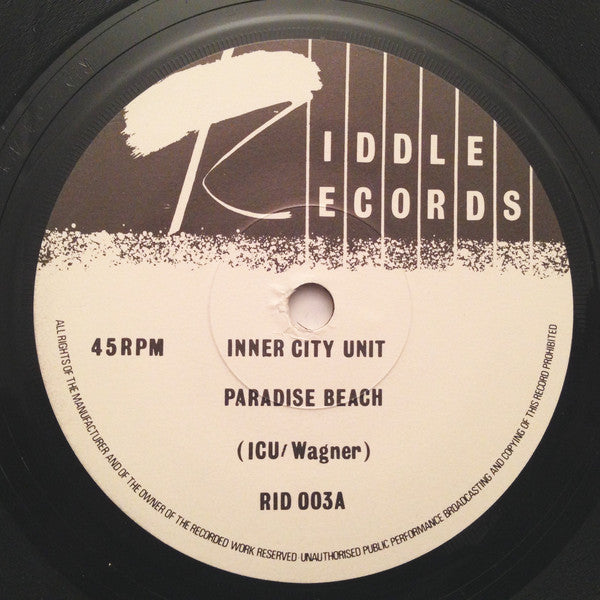 RIDDLE
RECORDS
45RPM
INNER CITY UNIT
PARADISE BEACH
(ICU/Wagner)
RID 003A
ALL RIGHTS OF THE MANUFACTURER AND OF THE OWNER OF THE RECORDED WORK RESERVED·UNAUTHORISED PUBLIC PERFORMANCE BROADCASTING AND COPYING OF THIS RECORD PROHIBITED